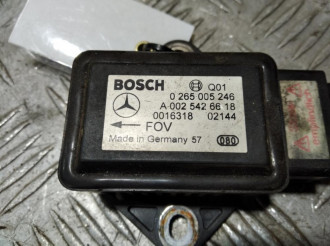 BOSCH Q01
0 265 005 246
A 002 542 66 18
0016318 02144
FOV
Made in Germany 57 080